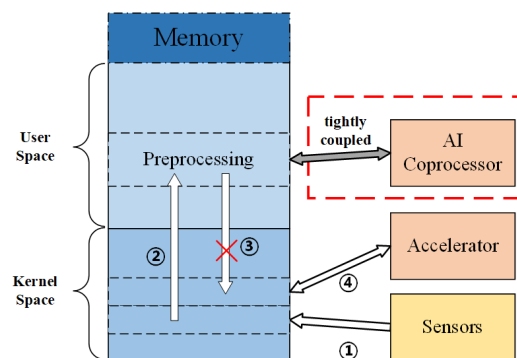 Memory
User
Space
Preprocessing
tightly
coupled
AI
Coprocessor
②
③
Kernel
Space
④
Accelerator
Sensors
①